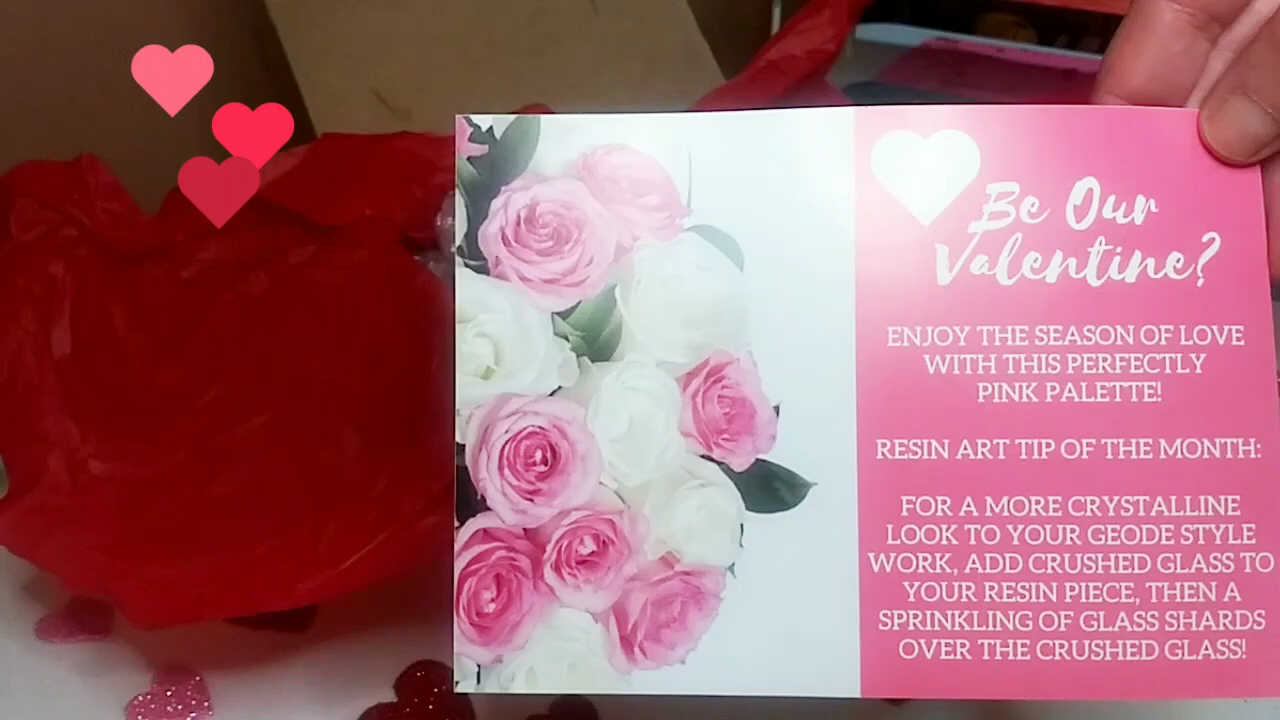 Be Our
Valentine?
ENJOY THE SEASON OF LOVE
WITH THIS PERFECTLY
PINK PALETTE!
RESIN ART TIP OF THE MONTH:
FOR A MORE CRYSTALLINE
LOOK TO YOUR GEODE STYLE
WORK, ADD CRUSHED GLASS TO
YOUR RESIN PIECE, THEN A
SPRINKLING OF GLASS SHARDS
OVER THE CRUSHED GLASS!